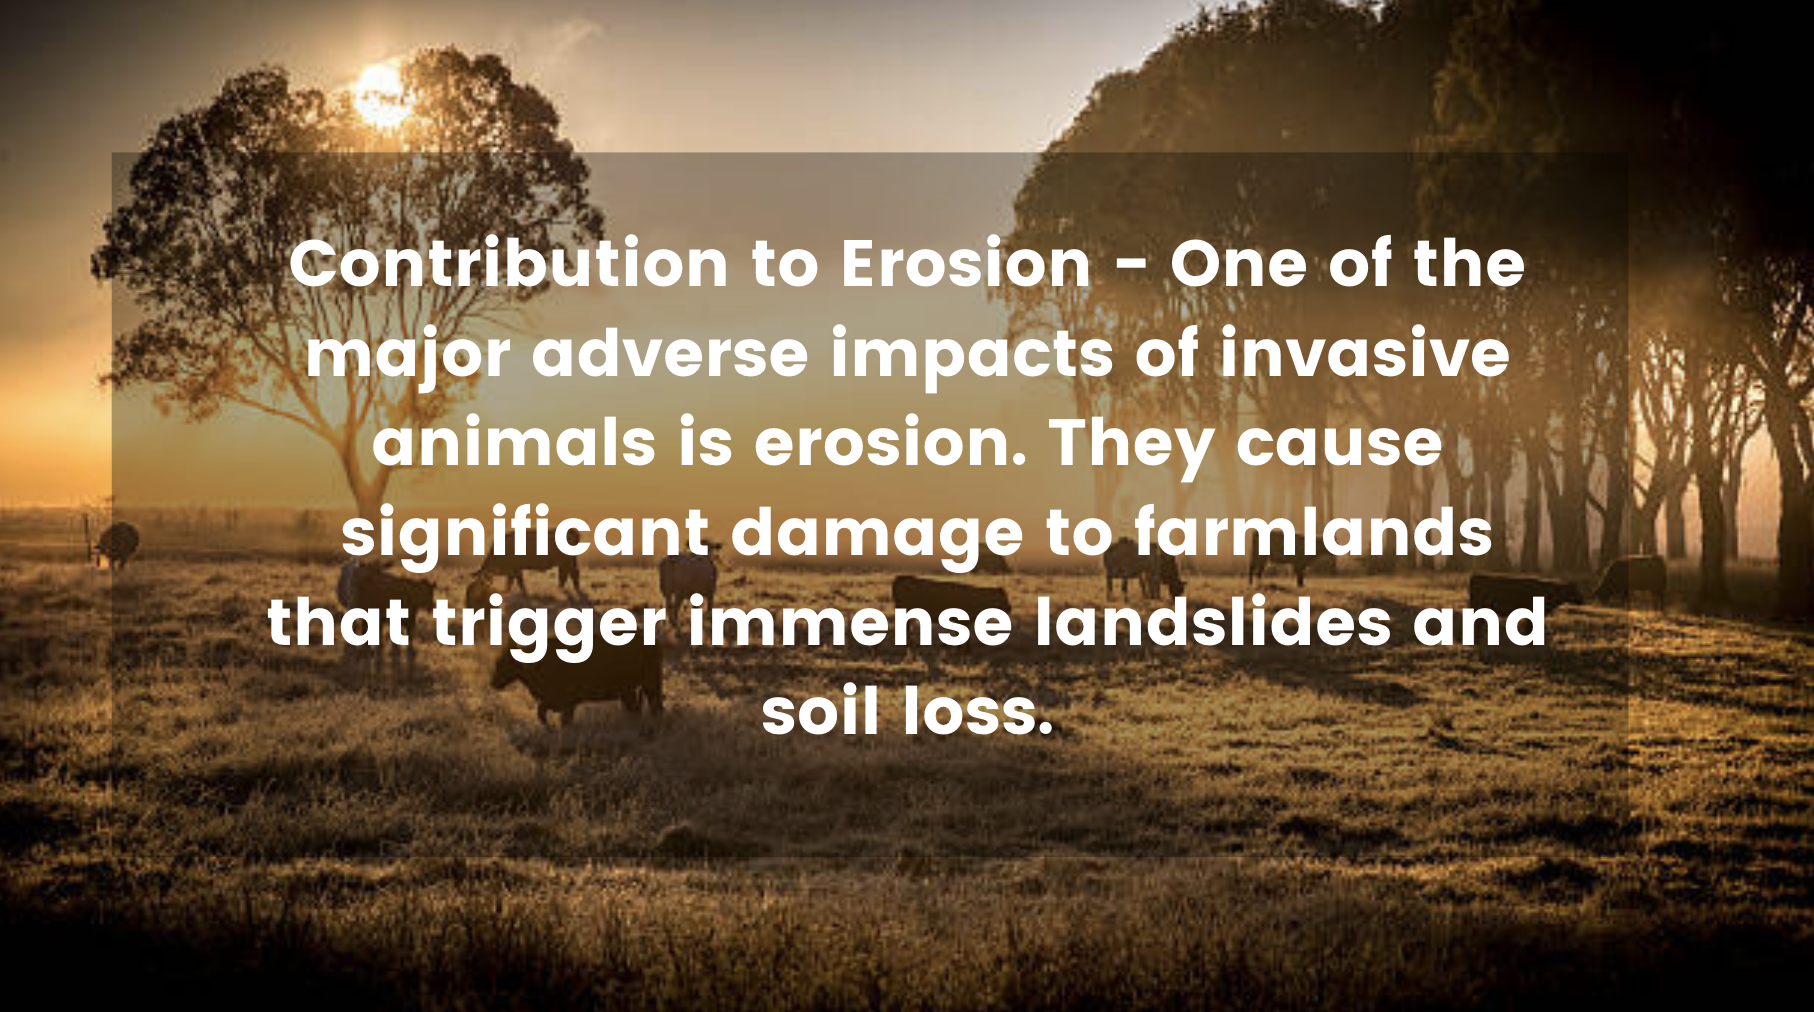 Contribution to Erosion - One of the
major adverse impacts of invasive
animals is erosion. They cause
significant damage to farmlands
that trigger immense landslides and
soil loss.